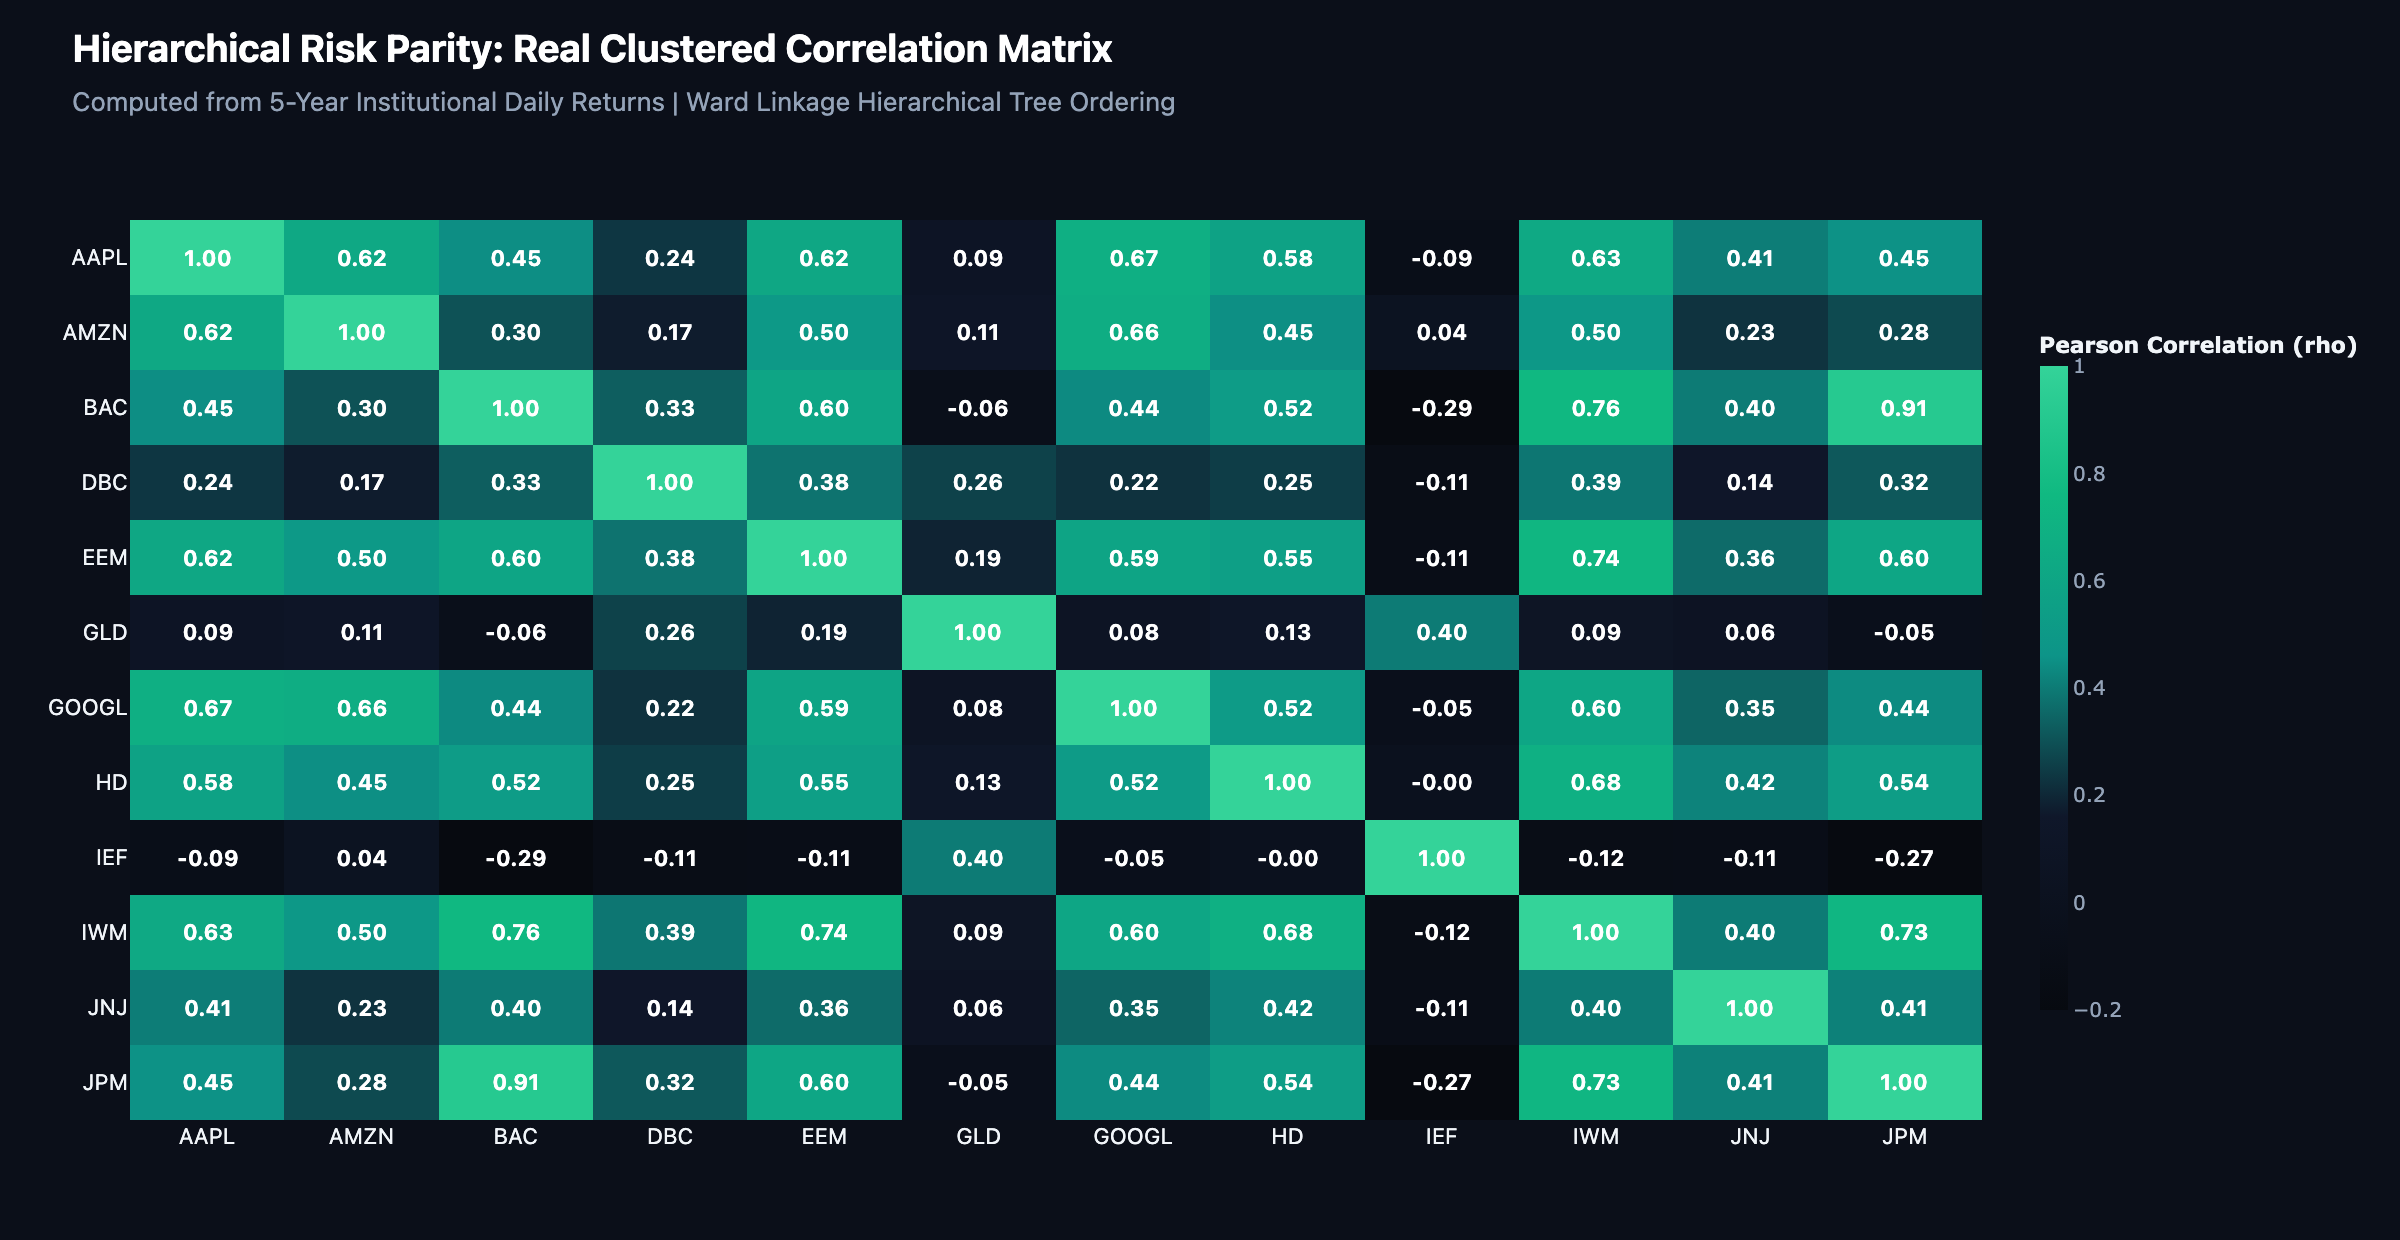 Hierarchical Risk Parity: Real Clustered Correlation Matrix
Computed from 5-Year Institutional Daily Returns | Ward Linkage Hierarchical Tree Ordering
AAPL 1.00 0.62 0.45 0.24 0.62 0.09 0.67 0.58 -0.09 0.63 0.41 0.45
AMZN 0.62 1.00 0.30 0.17 0.50 0.11 0.66 0.45 0.04 0.50 0.23 0.28
BAC 0.45 0.30 1.00 0.33 0.60 -0.06 0.44 0.52 -0.29 0.76 0.40 0.91
DBC 0.24 0.17 0.33 1.00 0.38 0.26 0.22 0.25 -0.11 0.39 0.14 0.32
EEM 0.62 0.50 0.60 0.38 1.00 0.19 0.59 0.55 -0.11 0.74 0.36 0.60
GLD 0.09 0.11 -0.06 0.26 0.19 1.00 0.08 0.13 0.40 0.09 0.06 -0.05
GOOGL 0.67 0.66 0.44 0.22 0.59 0.08 1.00 0.52 -0.05 0.60 0.35 0.44
HD 0.58 0.45 0.52 0.25 0.55 0.13 0.52 1.00 -0.00 0.68 0.42 0.54
IEF -0.09 0.04 -0.29 -0.11 -0.11 0.40 -0.05 -0.00 1.00 -0.12 -0.11 -0.27
IWM 0.63 0.50 0.76 0.39 0.74 0.09 0.60 0.68 -0.12 1.00 0.40 0.73
JNJ 0.41 0.23 0.40 0.14 0.36 0.06 0.35 0.42 -0.11 0.40 1.00 0.41
JPM 0.45 0.28 0.91 0.32 0.60 -0.05 0.44 0.54 -0.27 0.73 0.41 1.00
AAPL AMZN BAC DBC EEM GLD GOOGL HD IEF IWM JNJ JPM
Pearson Correlation (rho)
1
0.8
0.6
0.4
0.2
0
−0.2